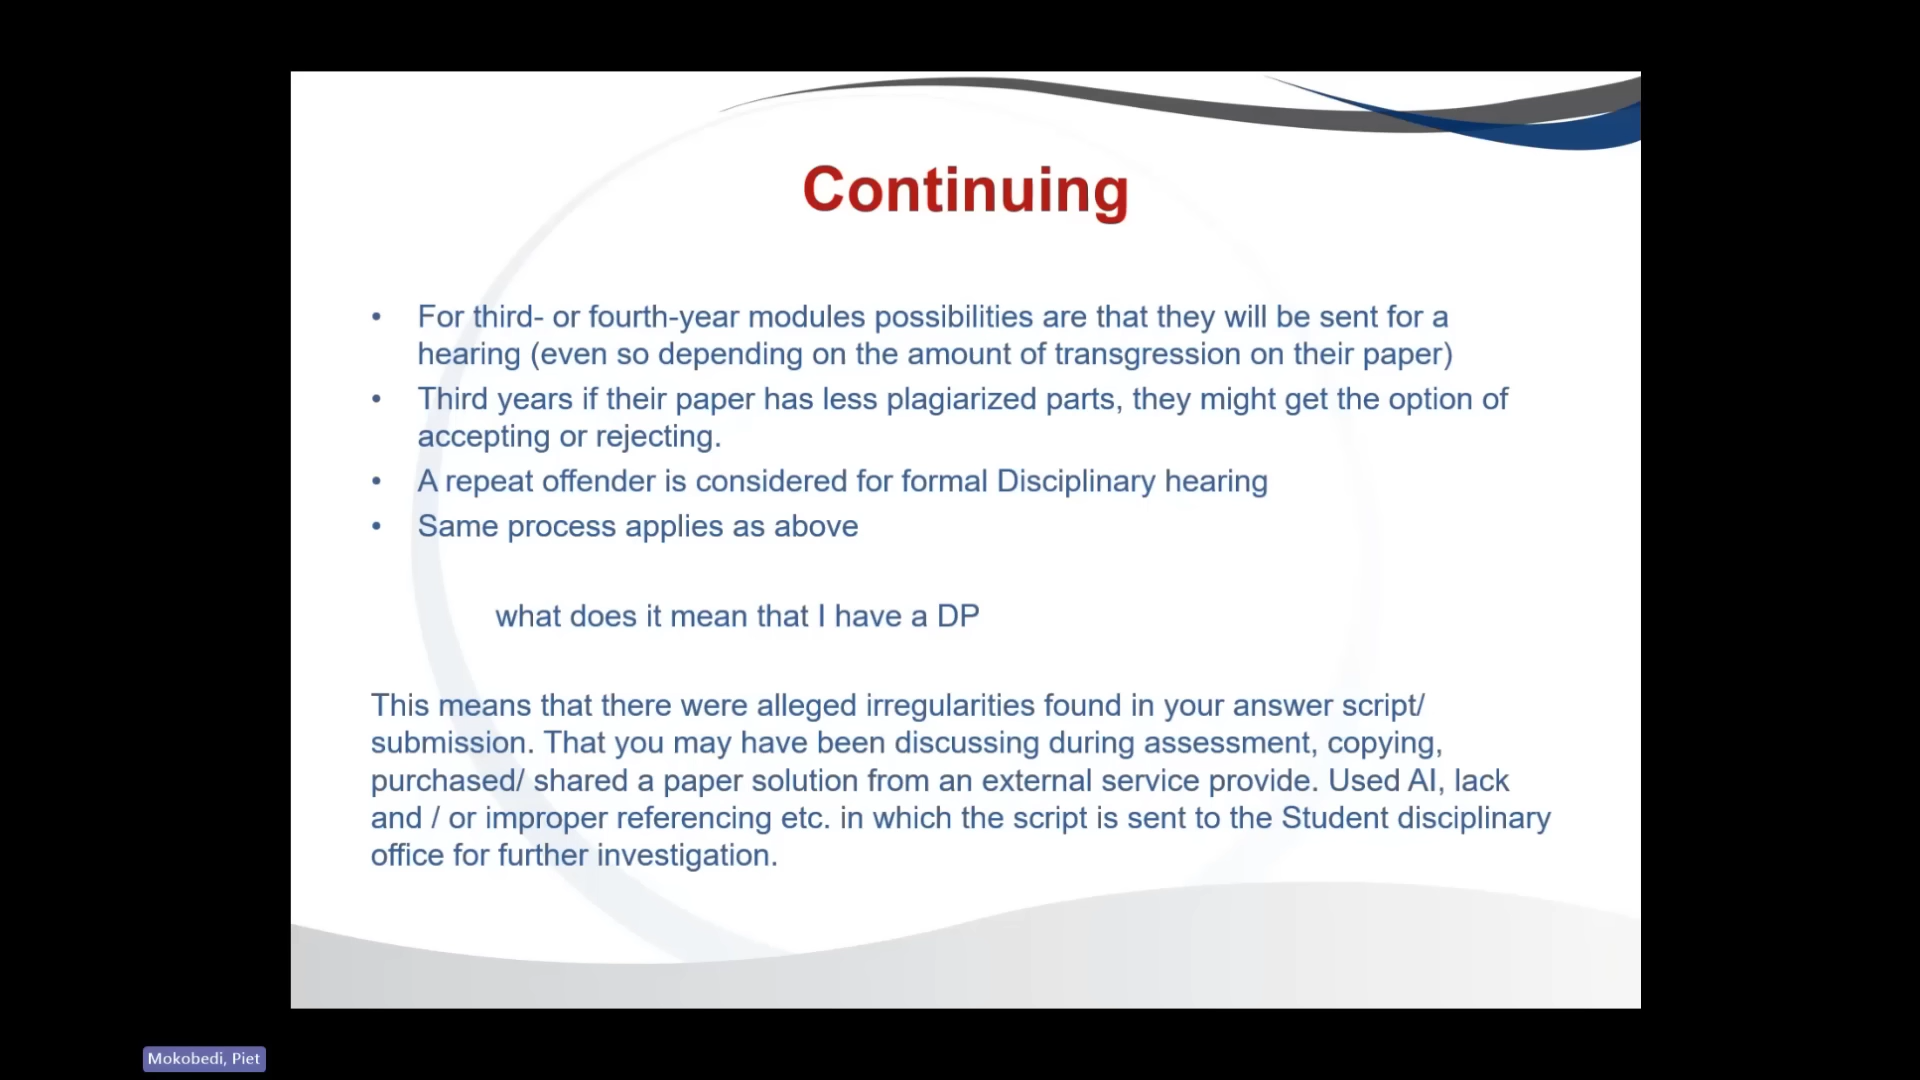 Continuing
• For third- or fourth-year modules possibilities are that they will be sent for a
hearing (even so depending on the amount of transgression on their paper)
• Third years if their paper has less plagiarized parts, they might get the option of
accepting or rejecting.
• A repeat offender is considered for formal Disciplinary hearing
• Same process applies as above
what does it mean that I have a DP
This means that there were alleged irregularities found in your answer script/
submission. That you may have been discussing during assessment, copying,
purchased/ shared a paper solution from an external service provide. Used AI, lack
and / or improper referencing etc. in which the script is sent to the Student disciplinary
office for further investigation.
Mokobedi, Piet